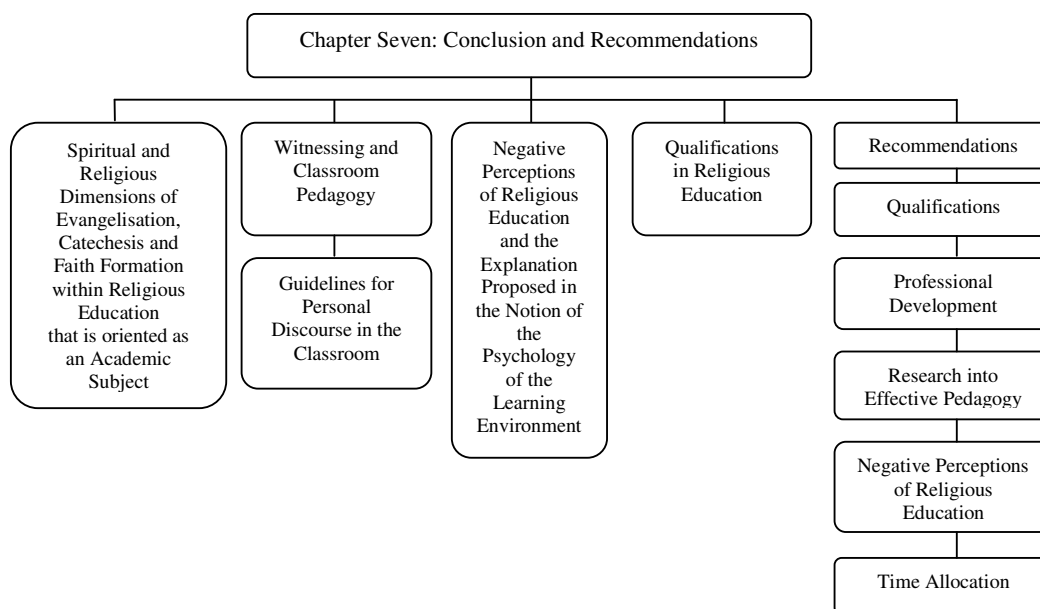 Chapter Seven: Conclusion and Recommendations
Spiritual and
Religious
Dimensions of
Evangelisation,
Catechesis and
Faith Formation
within Religious
Education
that is oriented as
an Academic
Subject
Witnessing and
Classroom
Pedagogy
Guidelines for
Personal
Discourse in the
Classroom
Negative
Perceptions
of Religious
Education
and the
Explanation
Proposed in
the Notion of
the
Psychology
of the
Learning
Environment
Qualifications
in Religious
Education
Recommendations
Qualifications
Professional
Development
Research into
Effective Pedagogy
Negative Perceptions
of Religious
Education
Time Allocation